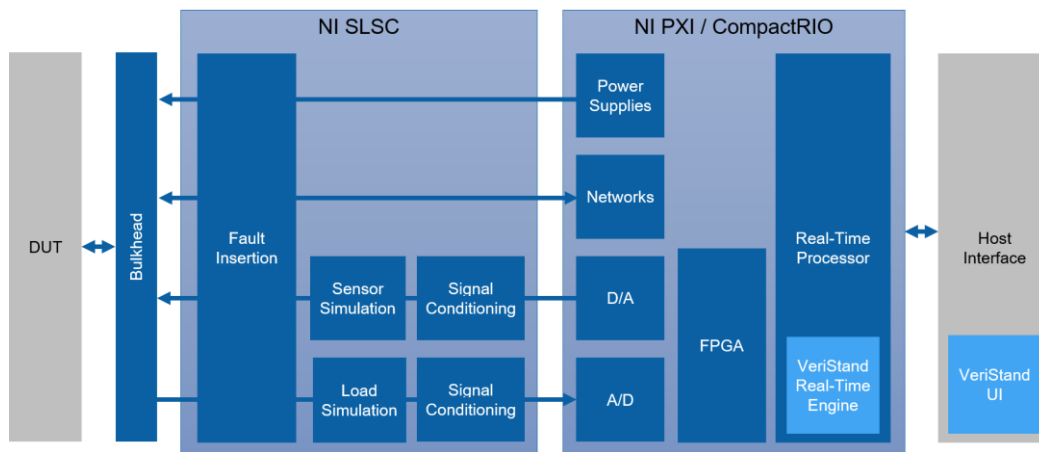 NI SLSC
NI PXI / CompactRIO
DUT
Bulkhead
Fault
Insertion
Power
Supplies
Networks
Sensor
Simulation
Signal
Conditioning
D/A
Load
Simulation
Signal
Conditioning
A/D
FPGA
Real-Time
Processor
VeriStand
Real-Time
Engine
Host
Interface
VeriStand
UI